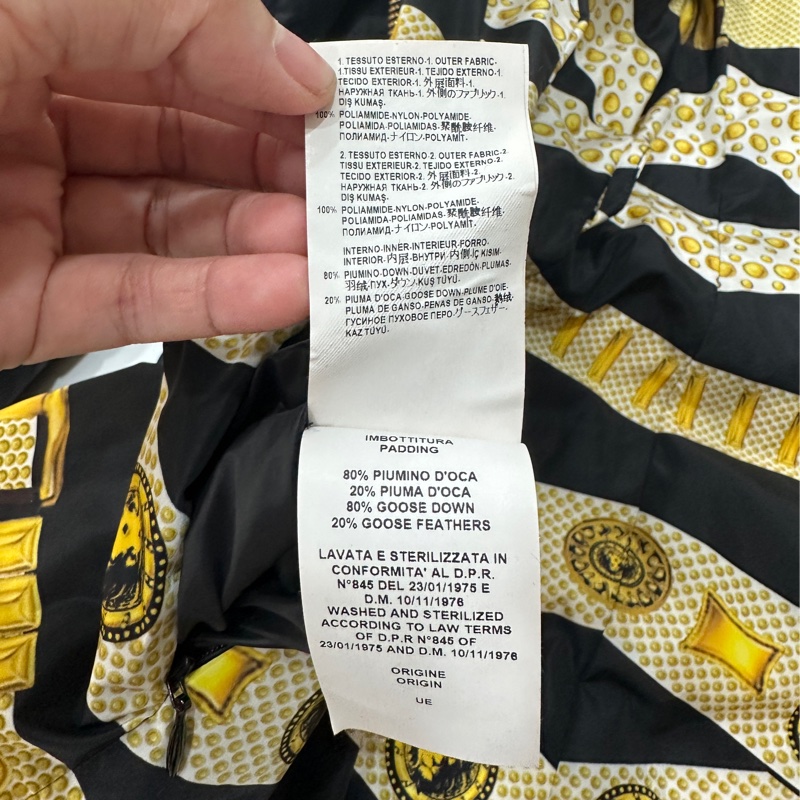 1. TESSUTO ESTERNO-1. OUTER FABRIC-
1.TISSU EXTERIEUR-1. TEJIDO EXTERNO-1.
TECIDO EXTERIOR-1. 外层面料-1.
НАРУЖНАЯ ТКАНЬ-1. 外側のファブリック-1.
DIŞ KUMAŞ-
100% POLIAMMIDE-NYLON-POLYAMIDE-
POLIAMIDA-POLIAMIDAS-聚酰胺纤维-
ПОЛИАМИД-ナイロン-POLYAMİT.
2. TESSUTO ESTERNO-2. OUTER FABRIC-2.
TISSU EXTERIEUR-2. TEJIDO EXTERNO-2.
TECIDO EXTERIOR-2. 外层面料-2.
НАРУЖНАЯ ТКАНЬ-2. 外側のファブリック-2.
DIŞ KUMAŞ-
100% POLIAMMIDE-NYLON-POLYAMIDE-
POLIAMIDA-POLIAMIDAS-聚酰胺纤维-
ПОЛИАМИД-ナイロン-POLYAMİT.
INTERNO-INNER-INTERIEUR-FORRO-
INTERIOR-内层-ВНУТРИ-内側-İÇ KISIM-
80% PIUMINO-DOWN-DUVET-EDREDÓN-PLUMAS-
羽绒-ПУХ-ダウン-KUŞ TÜYÜ.
20% PIUMA D'OCA-GOOSE DOWN-PLUME D'OIE-
PLUMA DE GANSO-PENAS DE GANSO-鹅绒-
ГУСИНОЕ ПУХОВОЕ ПЕРО-グースフェザー-
KAZ TÜYÜ.
IMBOTTITURA
PADDING
80% PIUMINO D'OCA
20% PIUMA D'OCA
80% GOOSE DOWN
20% GOOSE FEATHERS
LAVATA E STERILIZZATA IN
CONFORMITA' AL D.P.R.
N°845 DEL 23/01/1975 E
D.M. 10/11/1976
WASHED AND STERILIZED
ACCORDING TO LAW TERMS
OF D.P.R N°845 OF
23/01/1975 AND D.M. 10/11/1976
ORIGINE
ORIGIN
UE